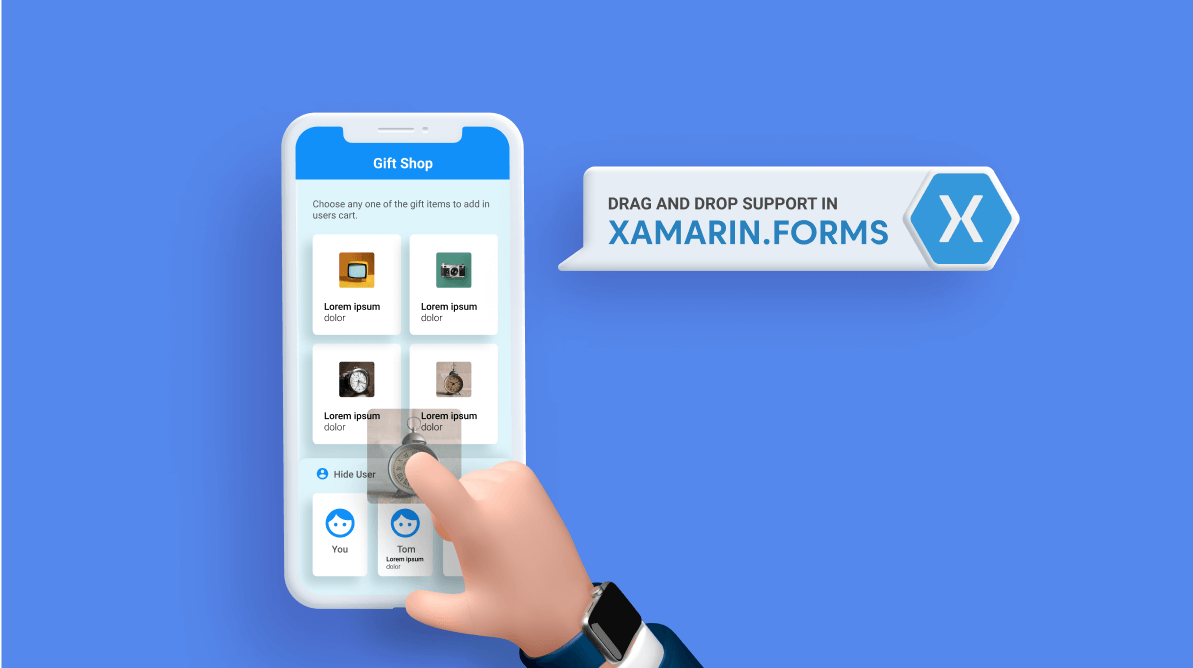 Gift Shop
Choose any one of the gift items to add in
users cart.
Lorem ipsum
dolor
Lorem ipsum
dolor
Lorem ipsum
dolor
Lorem ipsum
dolor
Hide User
You
Tom
Lorem ipsum
dolor
DRAG AND DROP SUPPORT IN
XAMARIN.FORMS